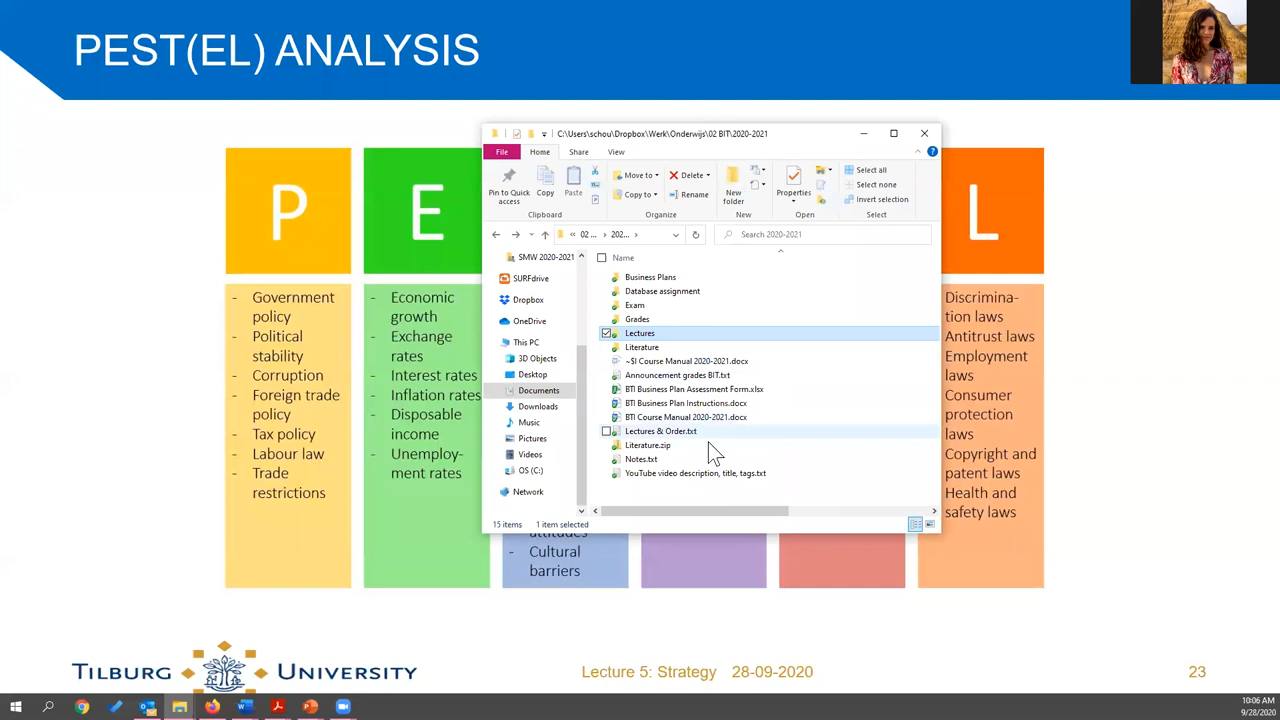 PEST(EL) ANALYSIS
P
E
L
- Government
policy
- Political
stability
- Corruption
- Foreign trade
policy
- Tax policy
- Labour law
- Trade
restrictions
- Economic
growth
- Exchange
rates
- Interest rates
- Inflation rates
- Disposable
income
- Unemploy-
ment rates
attitudes
- Cultural
barriers
Discrimina-
tion laws
Antitrust laws
Employment
laws
Consumer
protection
laws
Copyright and
patent laws
Health and
safety laws
C:\Users\schou\Dropbox\Werk\Onderwijs\02 BIT\2020-2021
File Home Share View
Pin to Quick
access
Copy
Paste
Clipboard
Move to
Copy to
Delete
Rename
Organize
New
folder
New
Properties
Open
Select all
Select none
Invert selection
Select
« 02 ... › 202... ›
Search 2020-2021
SMW 2020-2021
SURFdrive
Dropbox
OneDrive
This PC
3D Objects
Desktop
Documents
Downloads
Music
Pictures
Videos
OS (C:)
Network
Name
Business Plans
Database assignment
Exam
Grades
Lectures
Literature
~$I Course Manual 2020-2021.docx
Announcement grades BIT.txt
BTI Business Plan Assessment Form.xlsx
BTI Business Plan Instructions.docx
BTI Course Manual 2020-2021.docx
Lectures & Order.txt
Literature.zip
Notes.txt
YouTube video description, title, tags.txt
15 items 1 item selected
TILBURG UNIVERSITY
Lecture 5: Strategy 28-09-2020
23
10:06 AM
9/28/2020